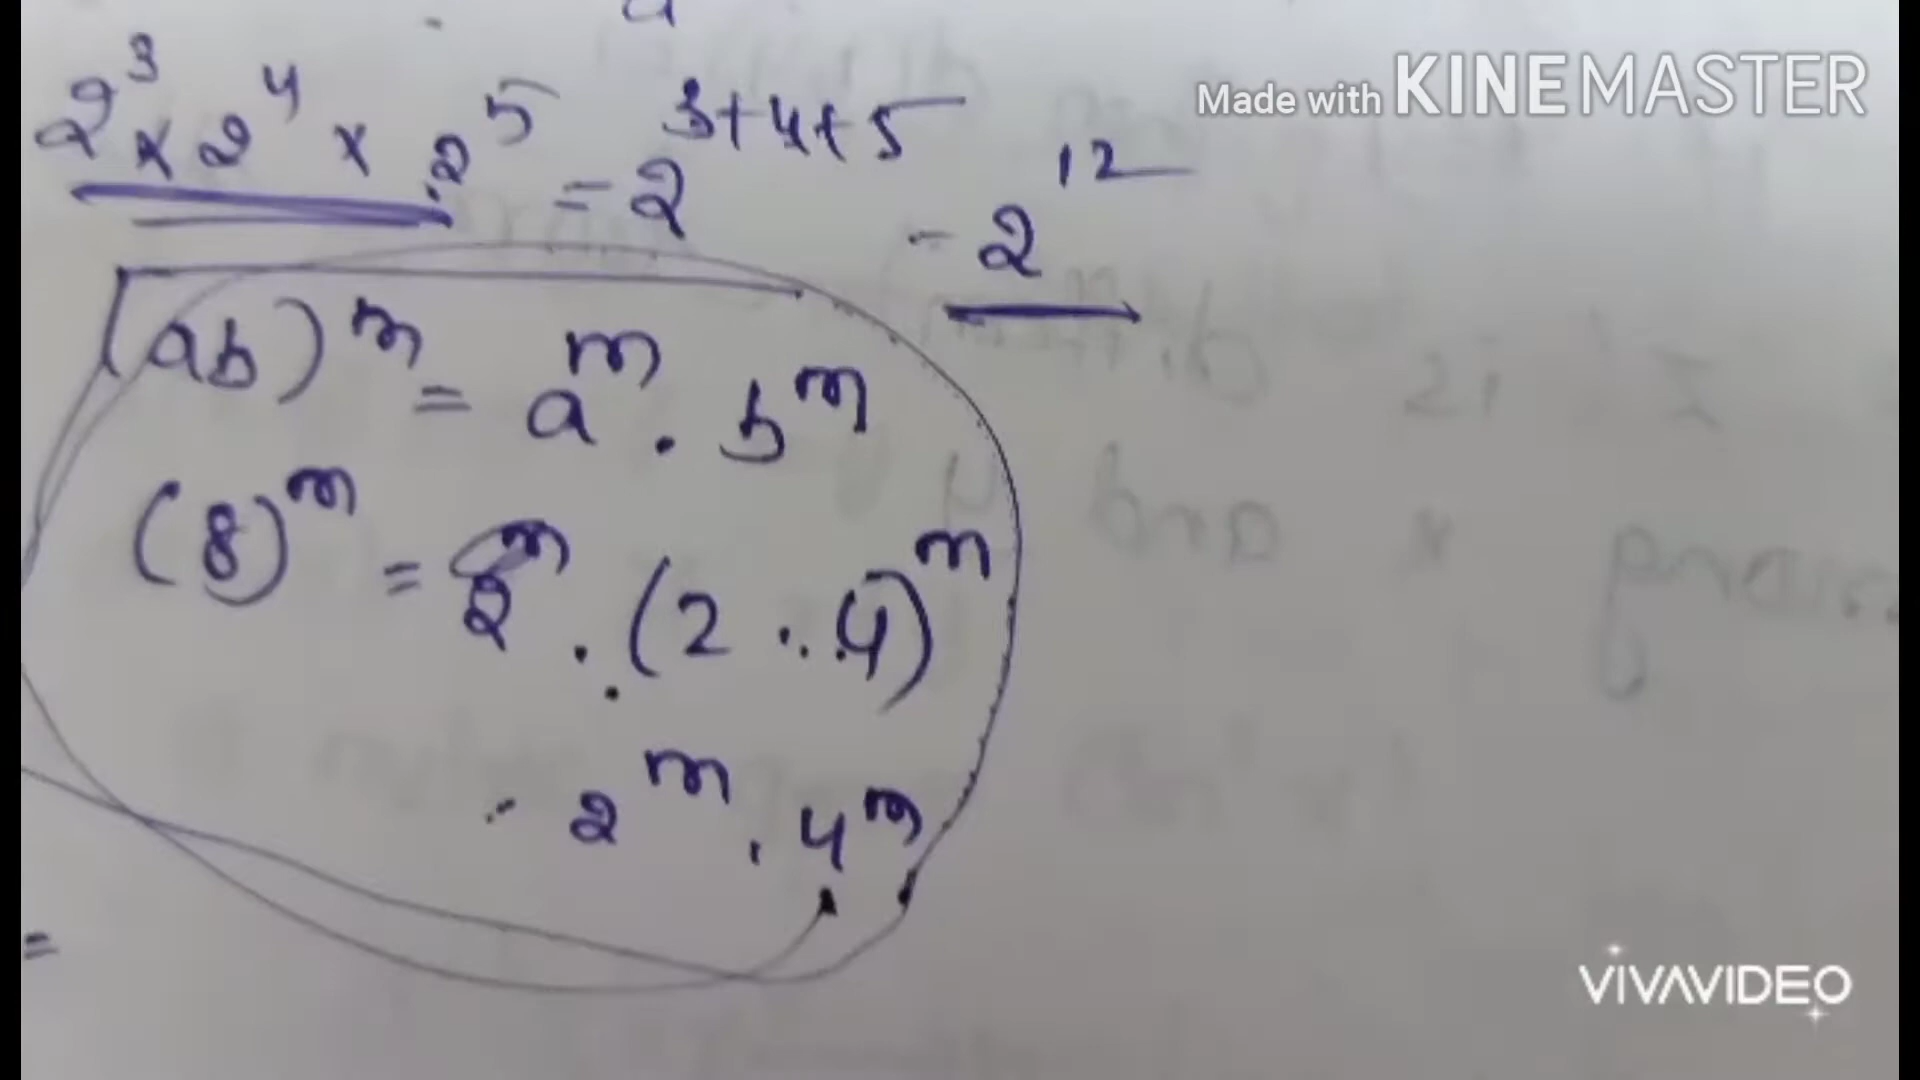 Made with KINEMASTER
2³ × 2⁴ × 2⁵ = 2³⁺⁴⁺⁵
- 2¹²
(ab)ᵐ = aᵐ . bᵐ
(8)ᵐ = 2ᵐ . (2 . 4)ᵐ
- 2ᵐ . 4ᵐ
=
VIVAVIDEO